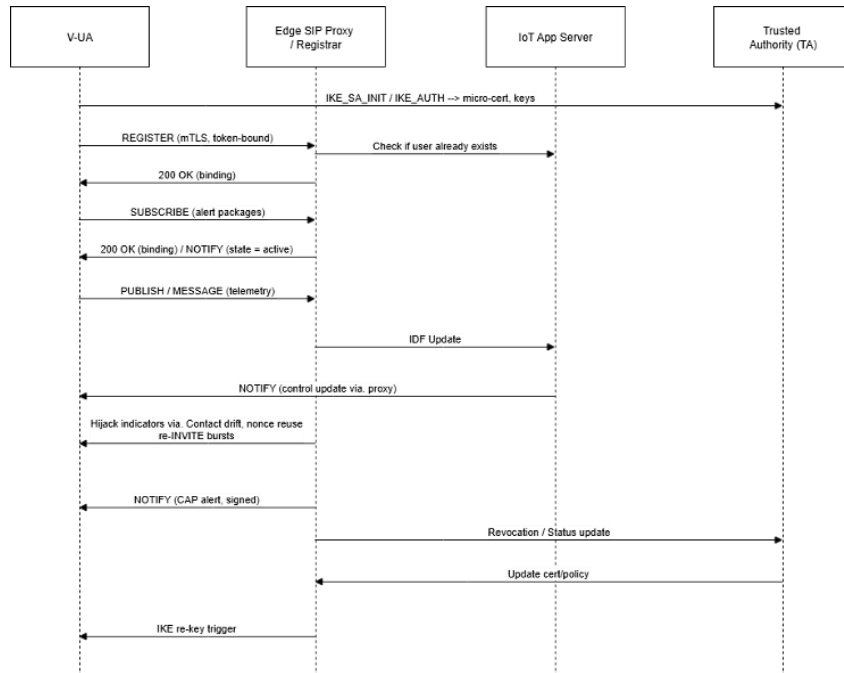 V-UA
Edge SIP Proxy
/ Registrar
IoT App Server
Trusted
Authority (TA)
IKE_SA_INIT / IKE_AUTH --> micro-cert, keys
REGISTER (mTLS, token-bound)
Check if user already exists
200 OK (binding)
SUBSCRIBE (alert packages)
200 OK (binding) / NOTIFY (state = active)
PUBLISH / MESSAGE (telemetry)
IDF Update
NOTIFY (control update via. proxy)
Hijack indicators via. Contact drift, nonce reuse
re-INVITE bursts
NOTIFY (CAP alert, signed)
Revocation / Status update
Update cert/policy
IKE re-key trigger